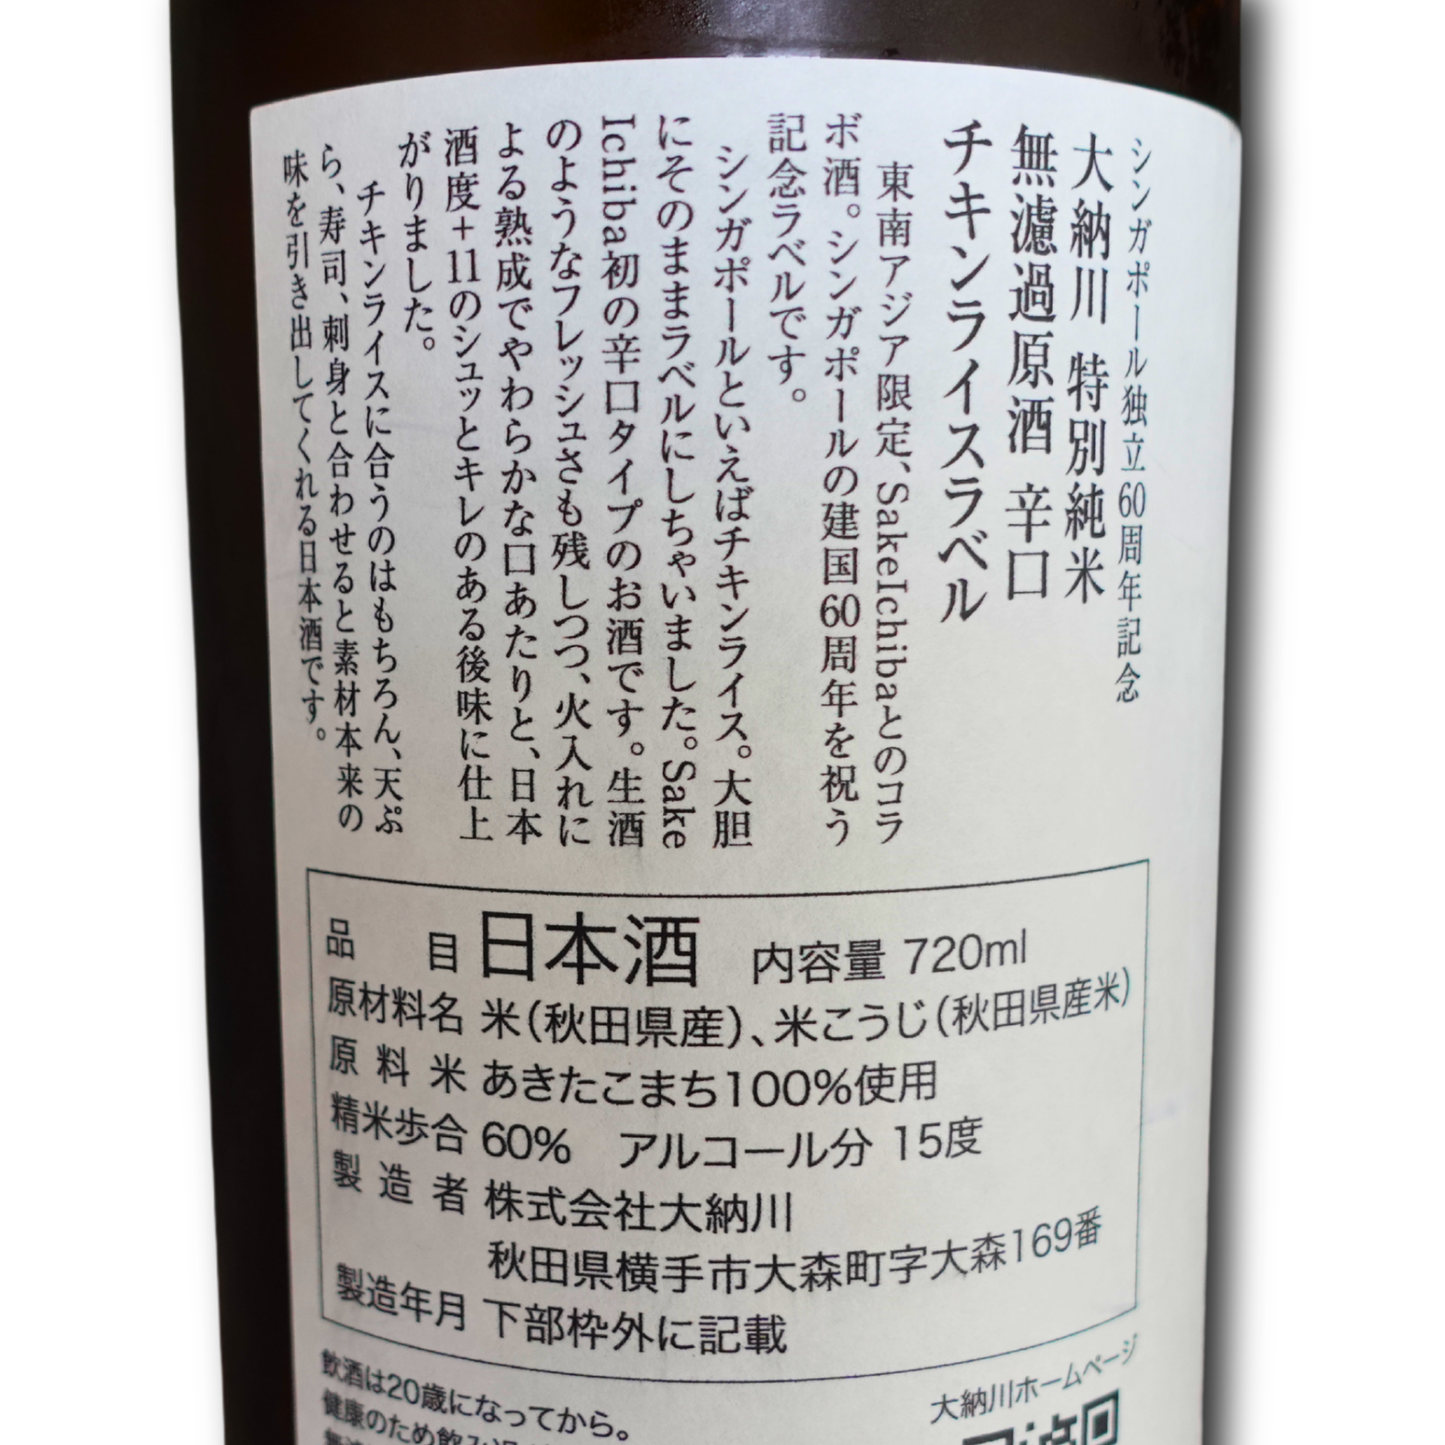 シンガポール独立60周年記念
大納川 特別純米
無濾過原酒 辛口
チキンライスラベル
東南アジア限定、SakeIchibaとのコラ
ボ酒。シンガポールの建国60周年を祝う
記念ラベルです。
シンガポールといえばチキンライス。大胆
にそのままラベルにしちゃいました。Sake
Ichiba初の辛口タイプのお酒です。生酒
のようなフレッシュさも残しつつ、火入れに
よる熟成でやわらかな口あたりと、日本
酒度+11のシュッとキレのある後味に仕上
がりました。
チキンライスに合うのはもちろん、天ぷ
ら、寿司、刺身と合わせると素材本来の
味を引き出してくれる日本酒です。
品目 日本酒 内容量 720ml
原材料名 米(秋田県産)、米こうじ(秋田県産米)
原料米 あきたこまち100%使用
精米歩合 60% アルコール分 15度
製造者 株式会社大納川
秋田県横手市大森町字大森169番
製造年月 下部枠外に記載
飲酒は20歳になってから。
大納川ホームページ
健康のため飲み過